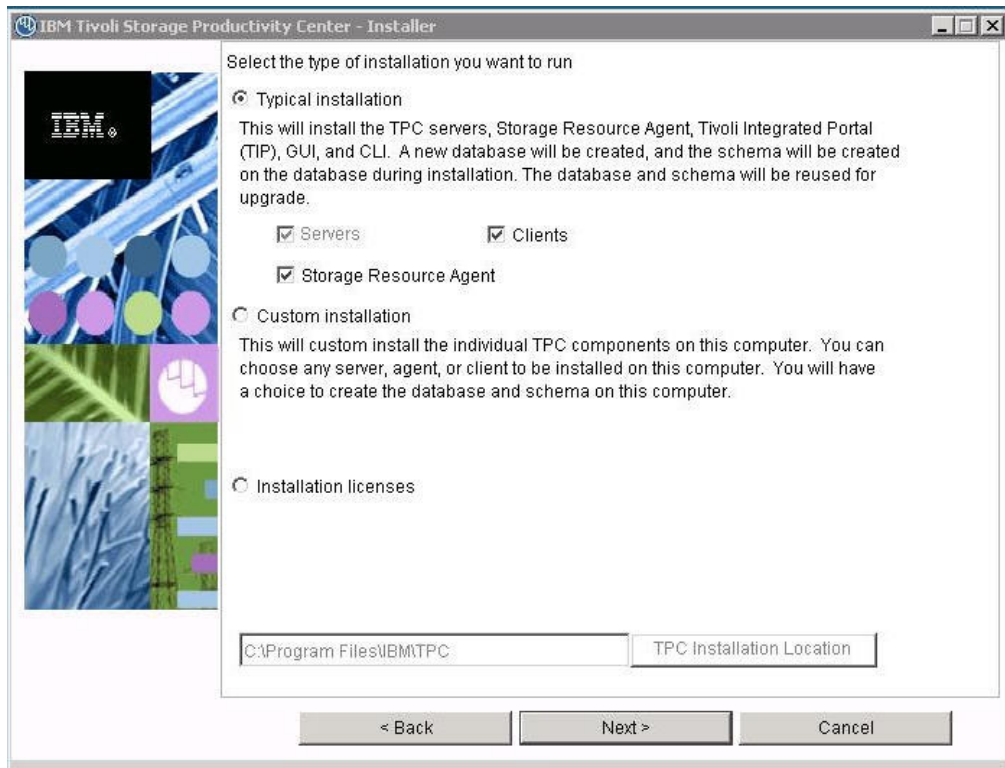 IBM Tivoli Storage Productivity Center - Installer
IBM®
Select the type of installation you want to run
Typical installation
This will install the TPC servers, Storage Resource Agent, Tivoli Integrated Portal
(TIP), GUI, and CLI. A new database will be created, and the schema will be created
on the database during installation. The database and schema will be reused for
upgrade.
Servers Clients
Storage Resource Agent
Custom installation
This will custom install the individual TPC components on this computer. You can
choose any server, agent, or client to be installed on this computer. You will have
a choice to create the database and schema on this computer.
Installation licenses
C:\Program Files\IBM\TPC TPC Installation Location
< Back Next > Cancel